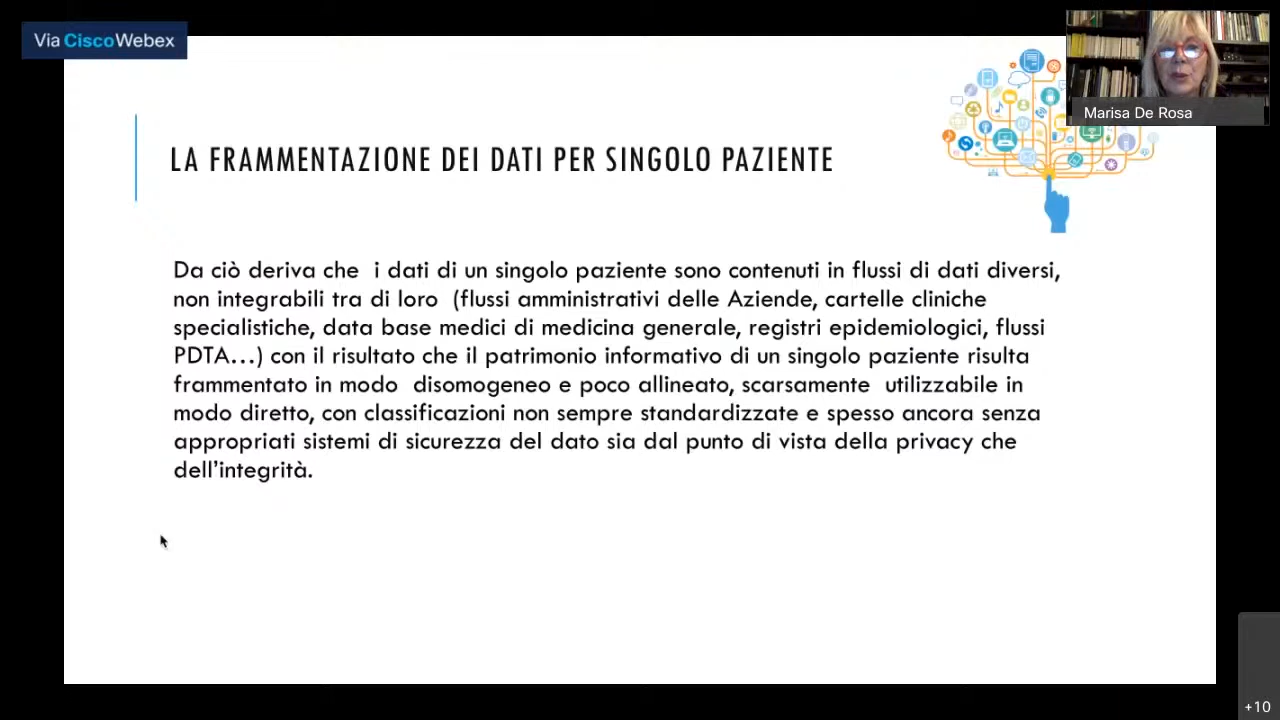 Via Cisco Webex
Marisa De Rosa
LA FRAMMENTAZIONE DEI DATI PER SINGOLO PAZIENTE
Da ciò deriva che i dati di un singolo paziente sono contenuti in flussi di dati diversi,
non integrabili tra di loro (flussi amministrativi delle Aziende, cartelle cliniche
specialistiche, data base medici di medicina generale, registri epidemiologici, flussi
PDTA...) con il risultato che il patrimonio informativo di un singolo paziente risulta
frammentato in modo disomogeneo e poco allineato, scarsamente utilizzabile in
modo diretto, con classificazioni non sempre standardizzate e spesso ancora senza
appropriati sistemi di sicurezza del dato sia dal punto di vista della privacy che
dell'integrità.
+10